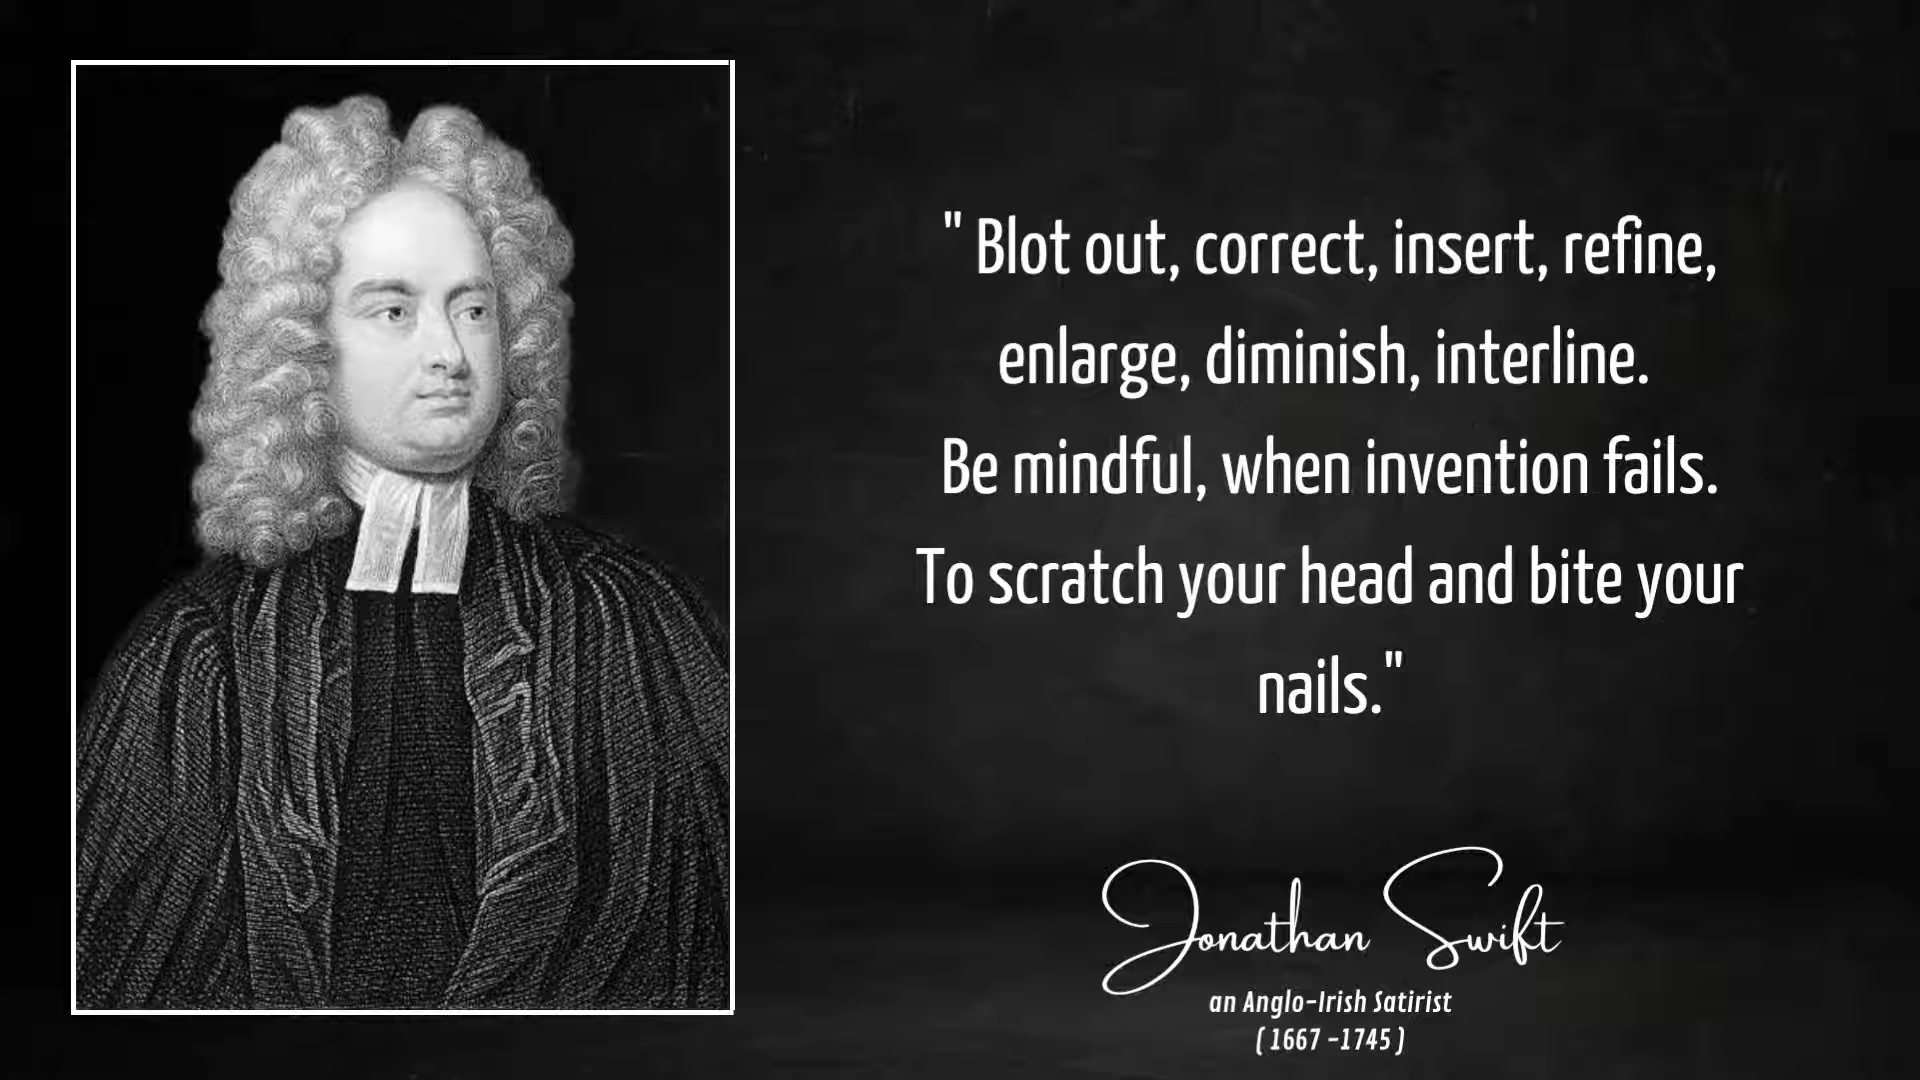 " Blot out, correct, insert, refine,
enlarge, diminish, interline.
Be mindful, when invention fails.
To scratch your head and bite your
nails."
Jonathan Swift
an Anglo-Irish Satirist
( 1667 -1745 )